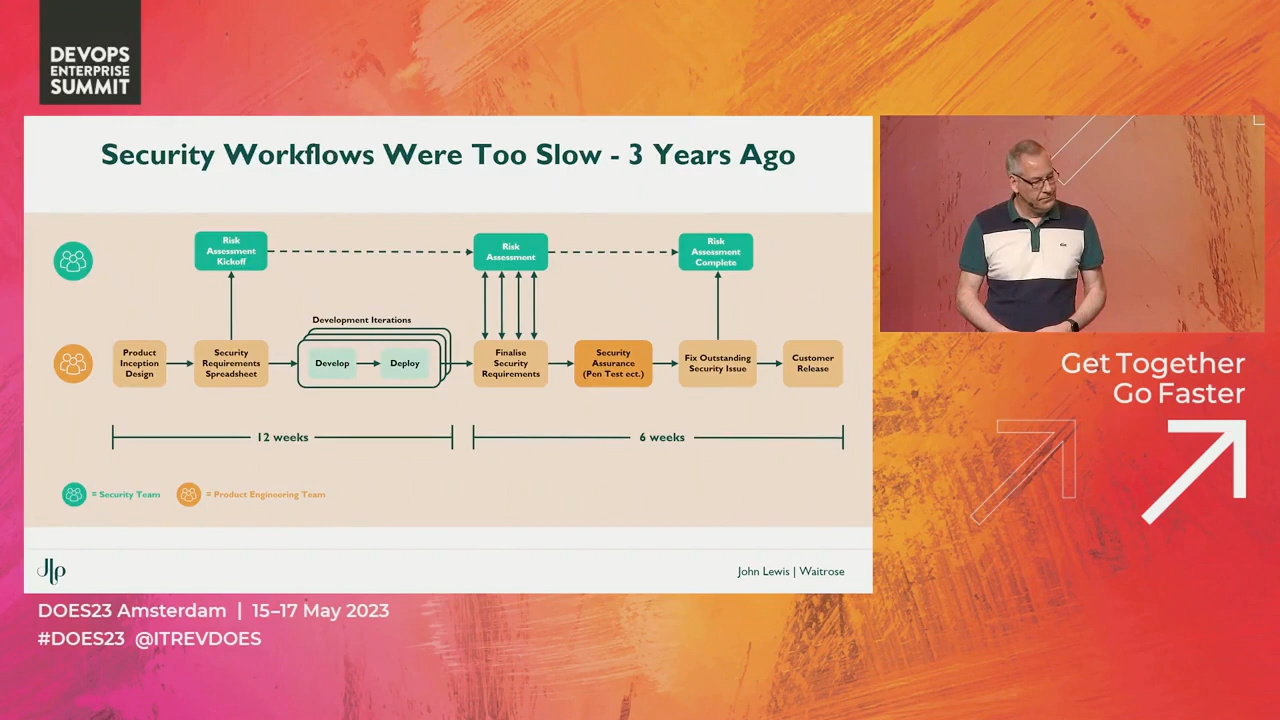 DEVOPS
ENTERPRISE
SUMMIT
Security Workflows Were Too Slow - 3 Years Ago
Risk
Assessment
Kickoff
Risk
Assessment
Risk
Assessment
Complete
Development Iterations
Product
Inception
Design
Security
Requirements
Spreadsheet
Develop
Deploy
Finalise
Security
Requirements
Security
Assurance
(Pen Test ect.)
Fix Outstanding
Security Issue
Customer
Release
12 weeks
6 weeks
= Security Team
= Product Engineering Team
Jlp
John Lewis | Waitrose
Get Together
Go Faster
DOES23 Amsterdam | 15–17 May 2023
#DOES23 @ITREVDOES